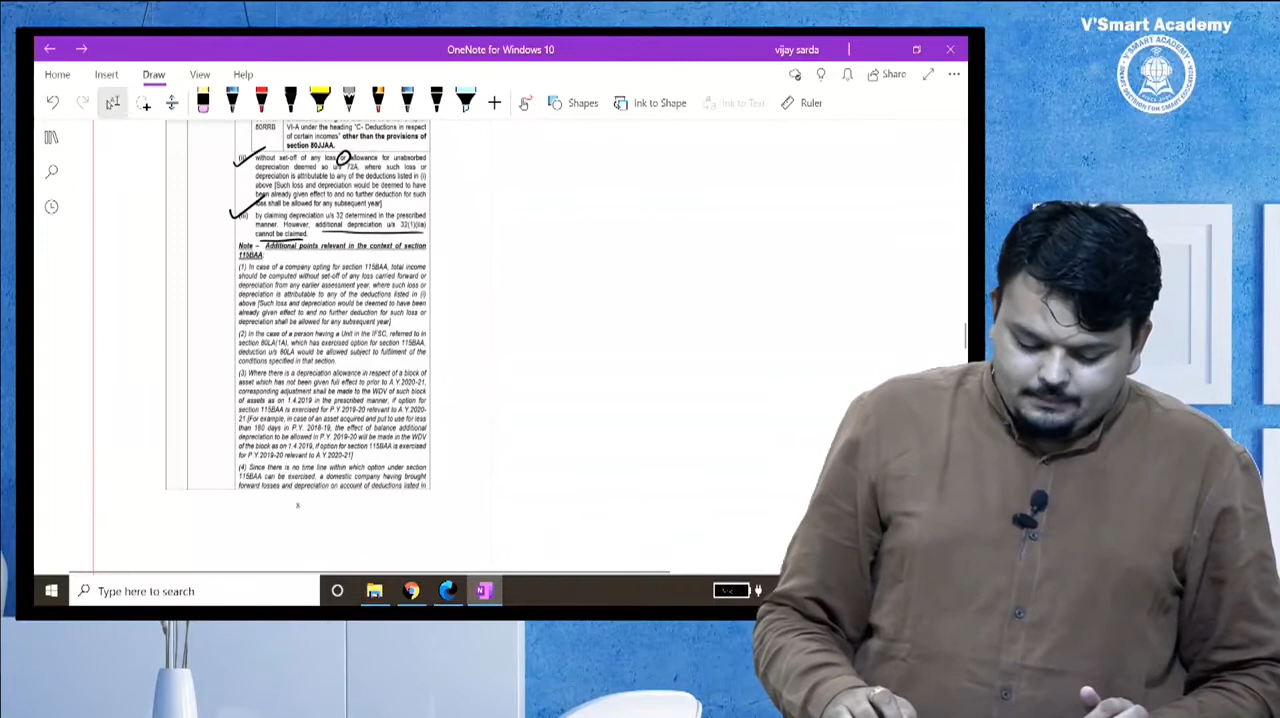 V'Smart Academy
OneNote for Windows 10
vijay sarda
Home Insert Draw View Help
Share
Shapes Ink to Shape Ink to Text Ruler
80RRB
VI-A under the heading "C- Deductions in respect
of certain incomes" other than the provisions of
section 80JJAA.
without set-off of any loss or allowance for unabsorbed
depreciation deemed so u/s 72A, where such loss or
depreciation is attributable to any of the deductions listed in (i)
above [Such loss and depreciation would be deemed to have
been already given effect to and no further deduction for such
loss shall be allowed for any subsequent year]
by claiming depreciation u/s 32 determined in the prescribed
manner. However, additional depreciation u/s 32(1)(iia)
cannot be claimed.
Note – Additional points relevant in the context of section
115BAA:
(1) In case of a company opting for section 115BAA, total income
should be computed without set-off of any loss carried forward or
depreciation from any earlier assessment year, where such loss or
depreciation is attributable to any of the deductions listed in (i)
above [Such loss and depreciation would be deemed to have been
already given effect to and no further deduction for such loss or
depreciation shall be allowed for any subsequent year]
(2) In the case of a person having a Unit in the IFSC, referred to in
section 80LA(1A), which has exercised option for section 115BAA,
deduction u/s 80LA would be allowed subject to fulfilment of the
conditions specified in that section.
(3) Where there is a depreciation allowance in respect of a block of
asset which has not been given full effect to prior to A.Y.2020-21,
corresponding adjustment shall be made to the WDV of such block
of assets as on 1.4.2019 in the prescribed manner, if option for
section 115BAA is exercised for P.Y.2019-20 relevant to A.Y.2020-
21.[For example, in case of an asset acquired and put to use for less
than 180 days in P.Y. 2018-19, the effect of balance additional
depreciation to be allowed in P.Y. 2019-20 will be made in the WDV
of the block as on 1.4.2019, if option for section 115BAA is exercised
for P.Y.2019-20 relevant to A.Y.2020-21]
(4) Since there is no time line within which option under section
115BAA can be exercised, a domestic company having brought
forward losses and depreciation on account of deductions listed in
Type here to search